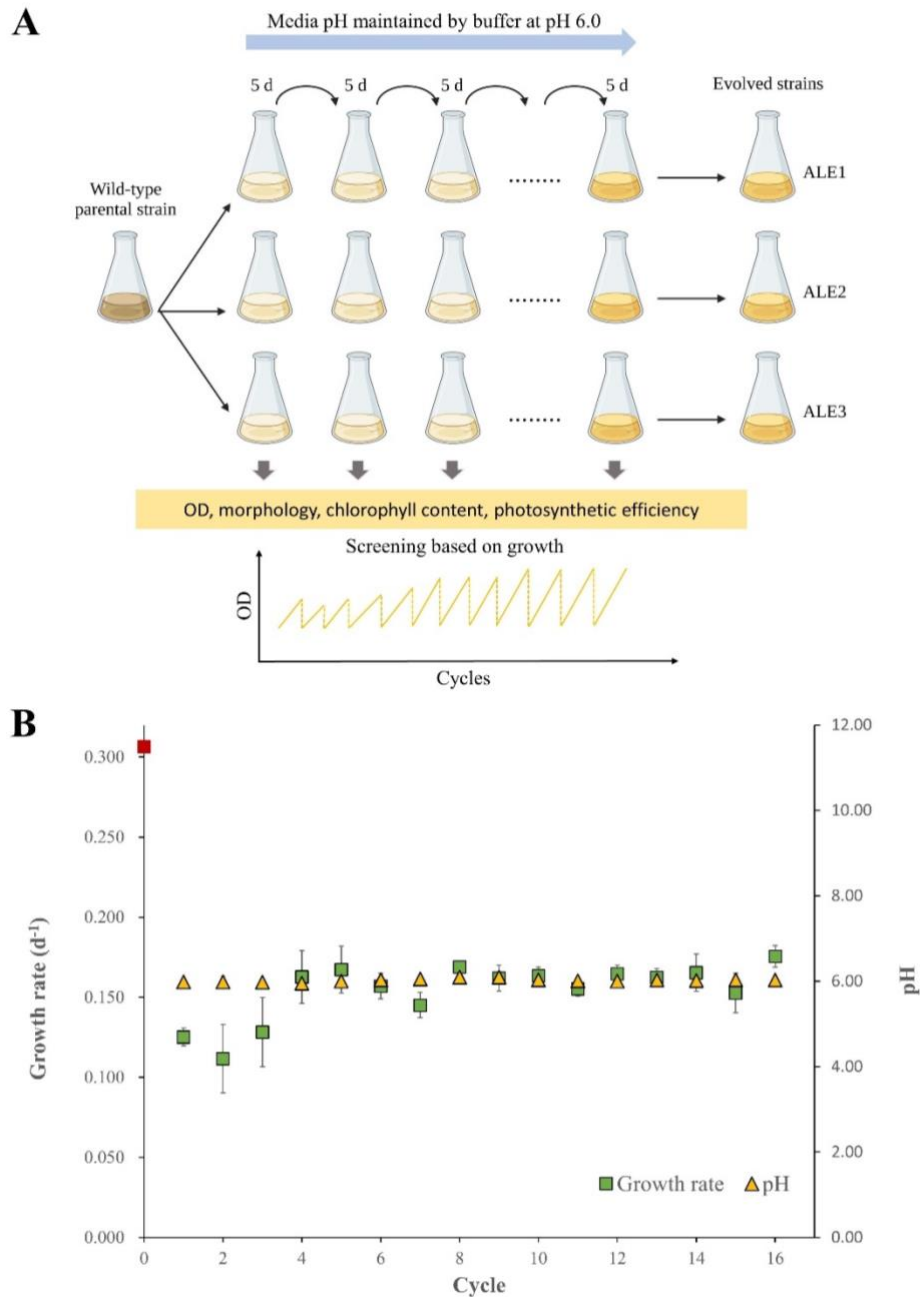 A
Media pH maintained by buffer at pH 6.0
5 d
5 d
5 d
5 d
Evolved strains
Wild-type
parental strain
........
ALE1
........
ALE2
........
ALE3
OD, morphology, chlorophyll content, photosynthetic efficiency
Screening based on growth
OD
Cycles
B
Growth rate (d⁻¹)
0.300
0.250
0.200
0.150
0.100
0.050
0.000
12.00
10.00
8.00
6.00
4.00
2.00
0.00
pH
Growth rate
pH
0
2
4
6
8
10
12
14
16
Cycle